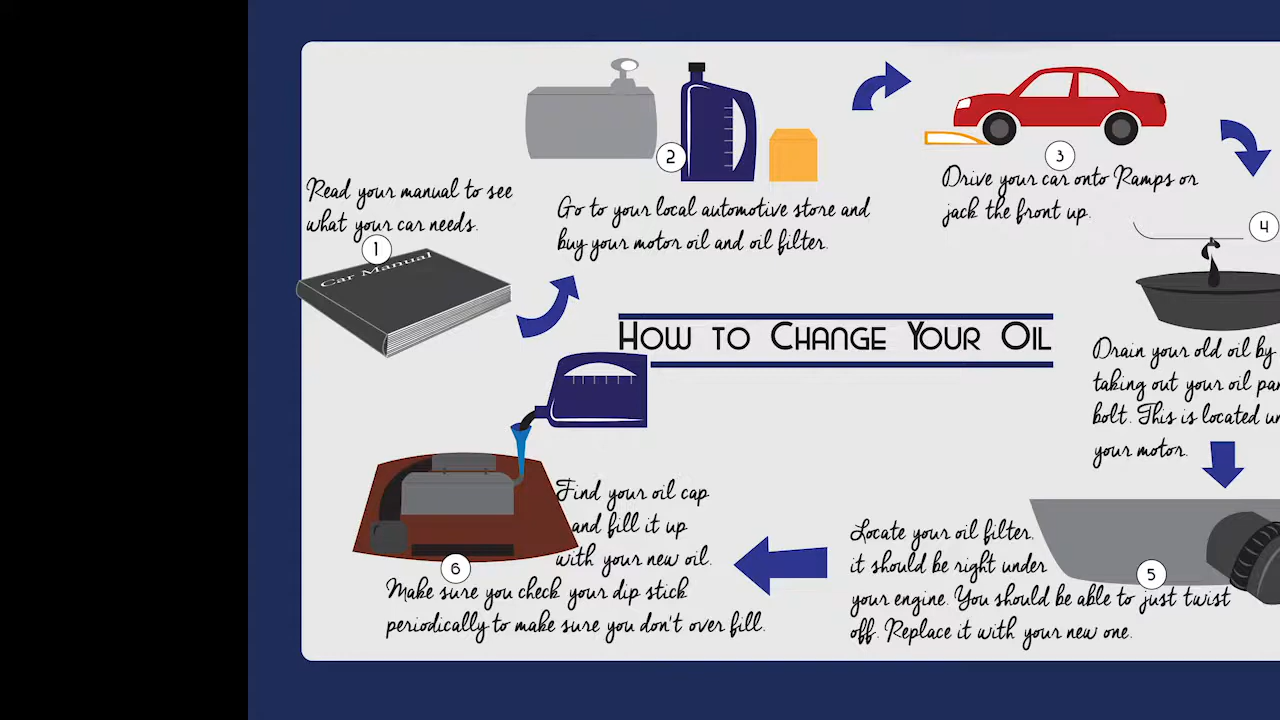 Read your manual to see
what your car needs.
1
Car Manual
2
Go to your local automotive store and
buy your motor oil and oil filter.
3
Drive your car onto Ramps or
jack the front up.
4
Drain your old oil by
taking out your oil pan
bolt. This is located
your motor.
How to Change Your Oil
5
Locate your oil filter,
it should be right under
your engine. You should be able to just twist
off. Replace it with your new one.
Find your oil cap
and fill it up
with your new oil.
6
Make sure you check your dip stick
periodically to make sure you don't over fill.